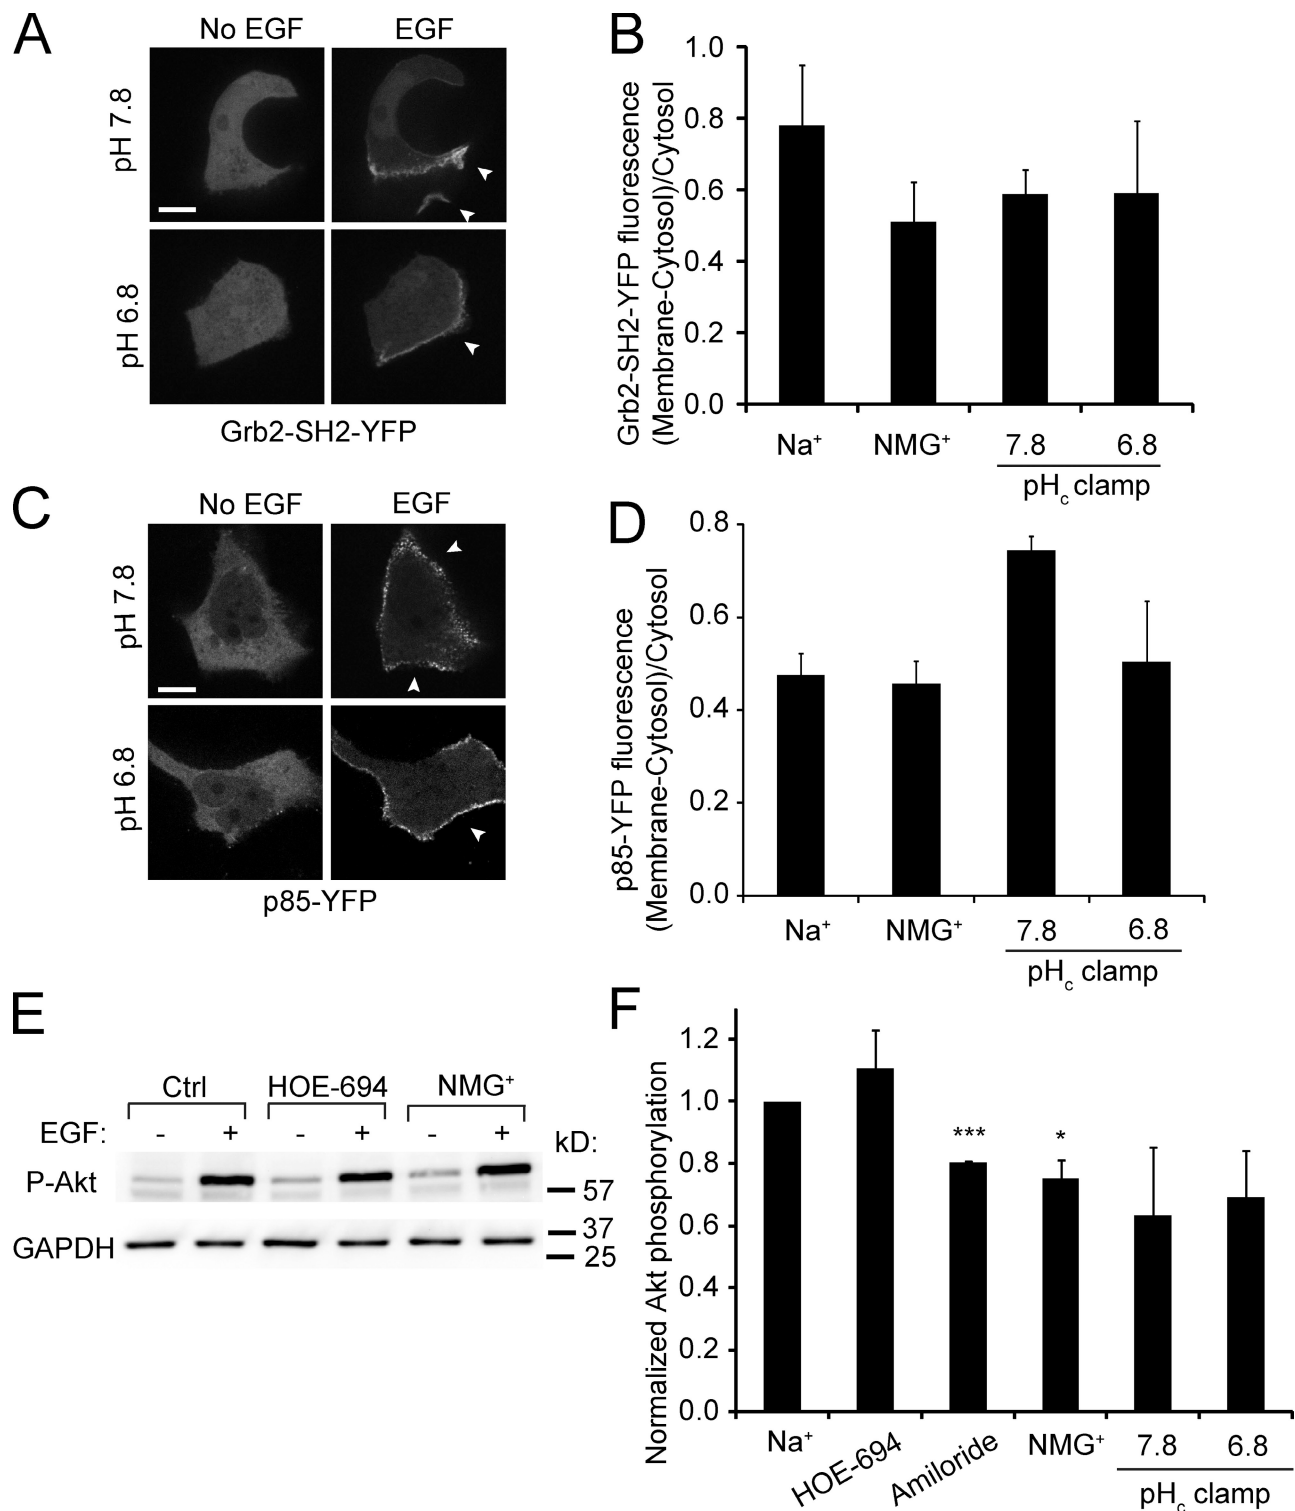 A
No EGF
EGF
pH 7.8
pH 6.8
Grb2-SH2-YFP
B
Grb2-SH2-YFP fluorescence
(Membrane-Cytosol)/Cytosol
1.0
0.8
0.6
0.4
0.2
0.0
Na⁺
NMG⁺
7.8
6.8
pHc clamp
C
No EGF
EGF
pH 7.8
pH 6.8
p85-YFP
D
p85-YFP fluorescence
(Membrane-Cytosol)/Cytosol
0.8
0.6
0.4
0.2
0.0
Na⁺
NMG⁺
7.8
6.8
pHc clamp
E
Ctrl
HOE-694
NMG⁺
EGF: - + - + - +
kD:
P-Akt
57
37
GAPDH
25
F
Normalized Akt phosphorylation
1.2
1.0
0.8
0.6
0.4
0.2
0.0
***
*
Na⁺
HOE-694
Amiloride
NMG⁺
7.8
6.8
pHc clamp